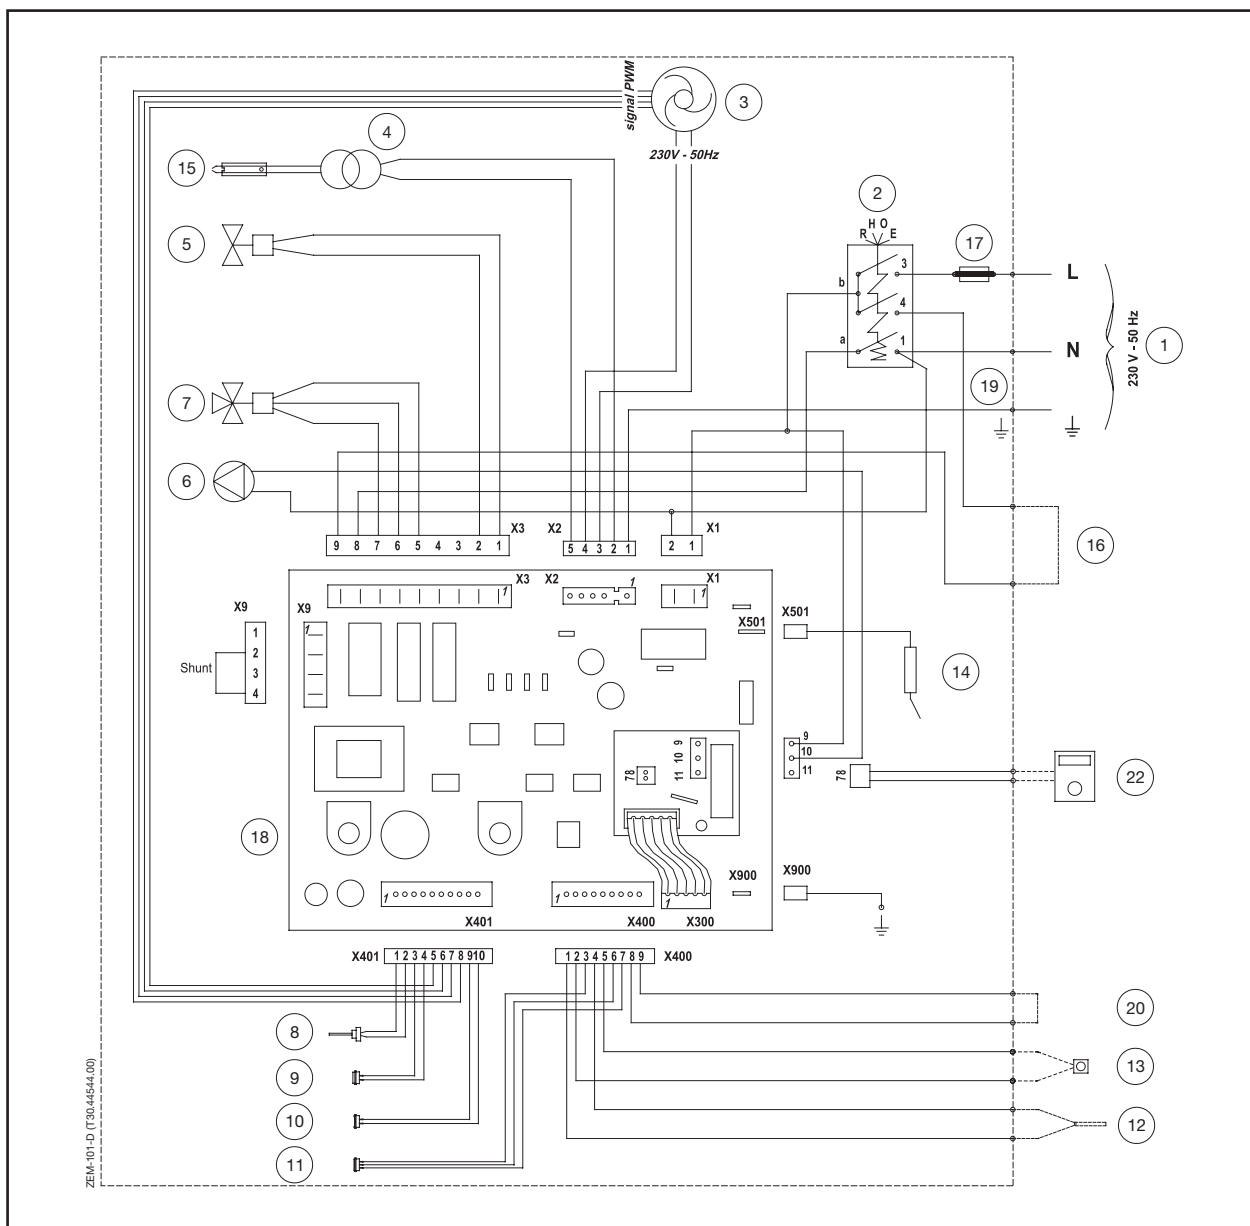 signal PWM
3
4
230V - 50Hz
15
2
H O
R E
5
17
3
L
b
4
230 V - 50 Hz
1
a
1
N
7
19
6
X3
X2
X1
9 8 7 6 5 4 3 2 1
5 4 3 2 1
2 1
16
X3
X2
1
X1
1
1
X9
X9
1
1
2
3
4
Shunt
X501
X501
14
9
10
11
78
9
10
11
78
22
18
X900
X900
1
1
1
X401
X400
X300
X401
1 2 3 4 5 6 7 8 9 10
1 2 3 4 5 6 7 8 9
X400
8
20
9
13
10
12
11
ZEM-101-D (T30.44544.00)